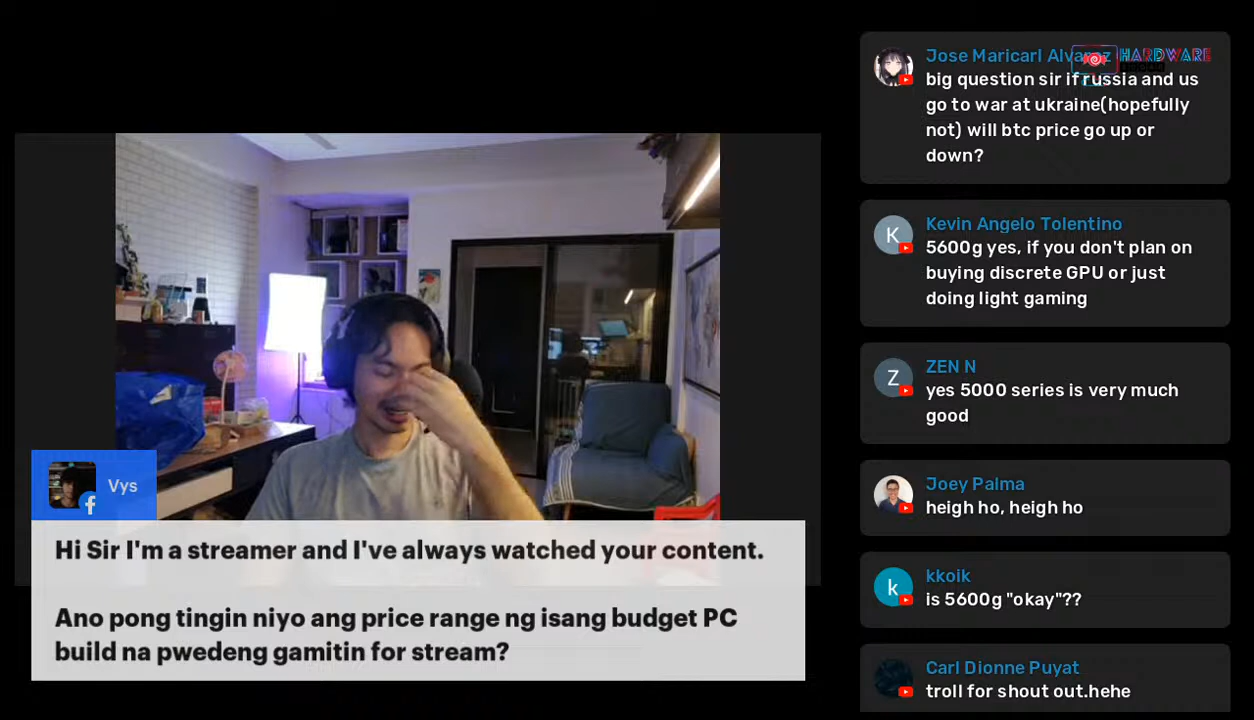 Jose Maricarl Alvarez
HARDWARE
big question sir if russia and us
go to war at ukraine(hopefully
not) will btc price go up or
down?
K
Kevin Angelo Tolentino
5600g yes, if you don't plan on
buying discrete GPU or just
doing light gaming
Z
ZEN N
yes 5000 series is very much
good
Joey Palma
heigh ho, heigh ho
k
kkoik
is 5600g "okay"??
Carl Dionne Puyat
troll for shout out.hehe
Vys
Hi Sir I'm a streamer and I've always watched your content.
Ano pong tingin niyo ang price range ng isang budget PC
build na pwedeng gamitin for stream?